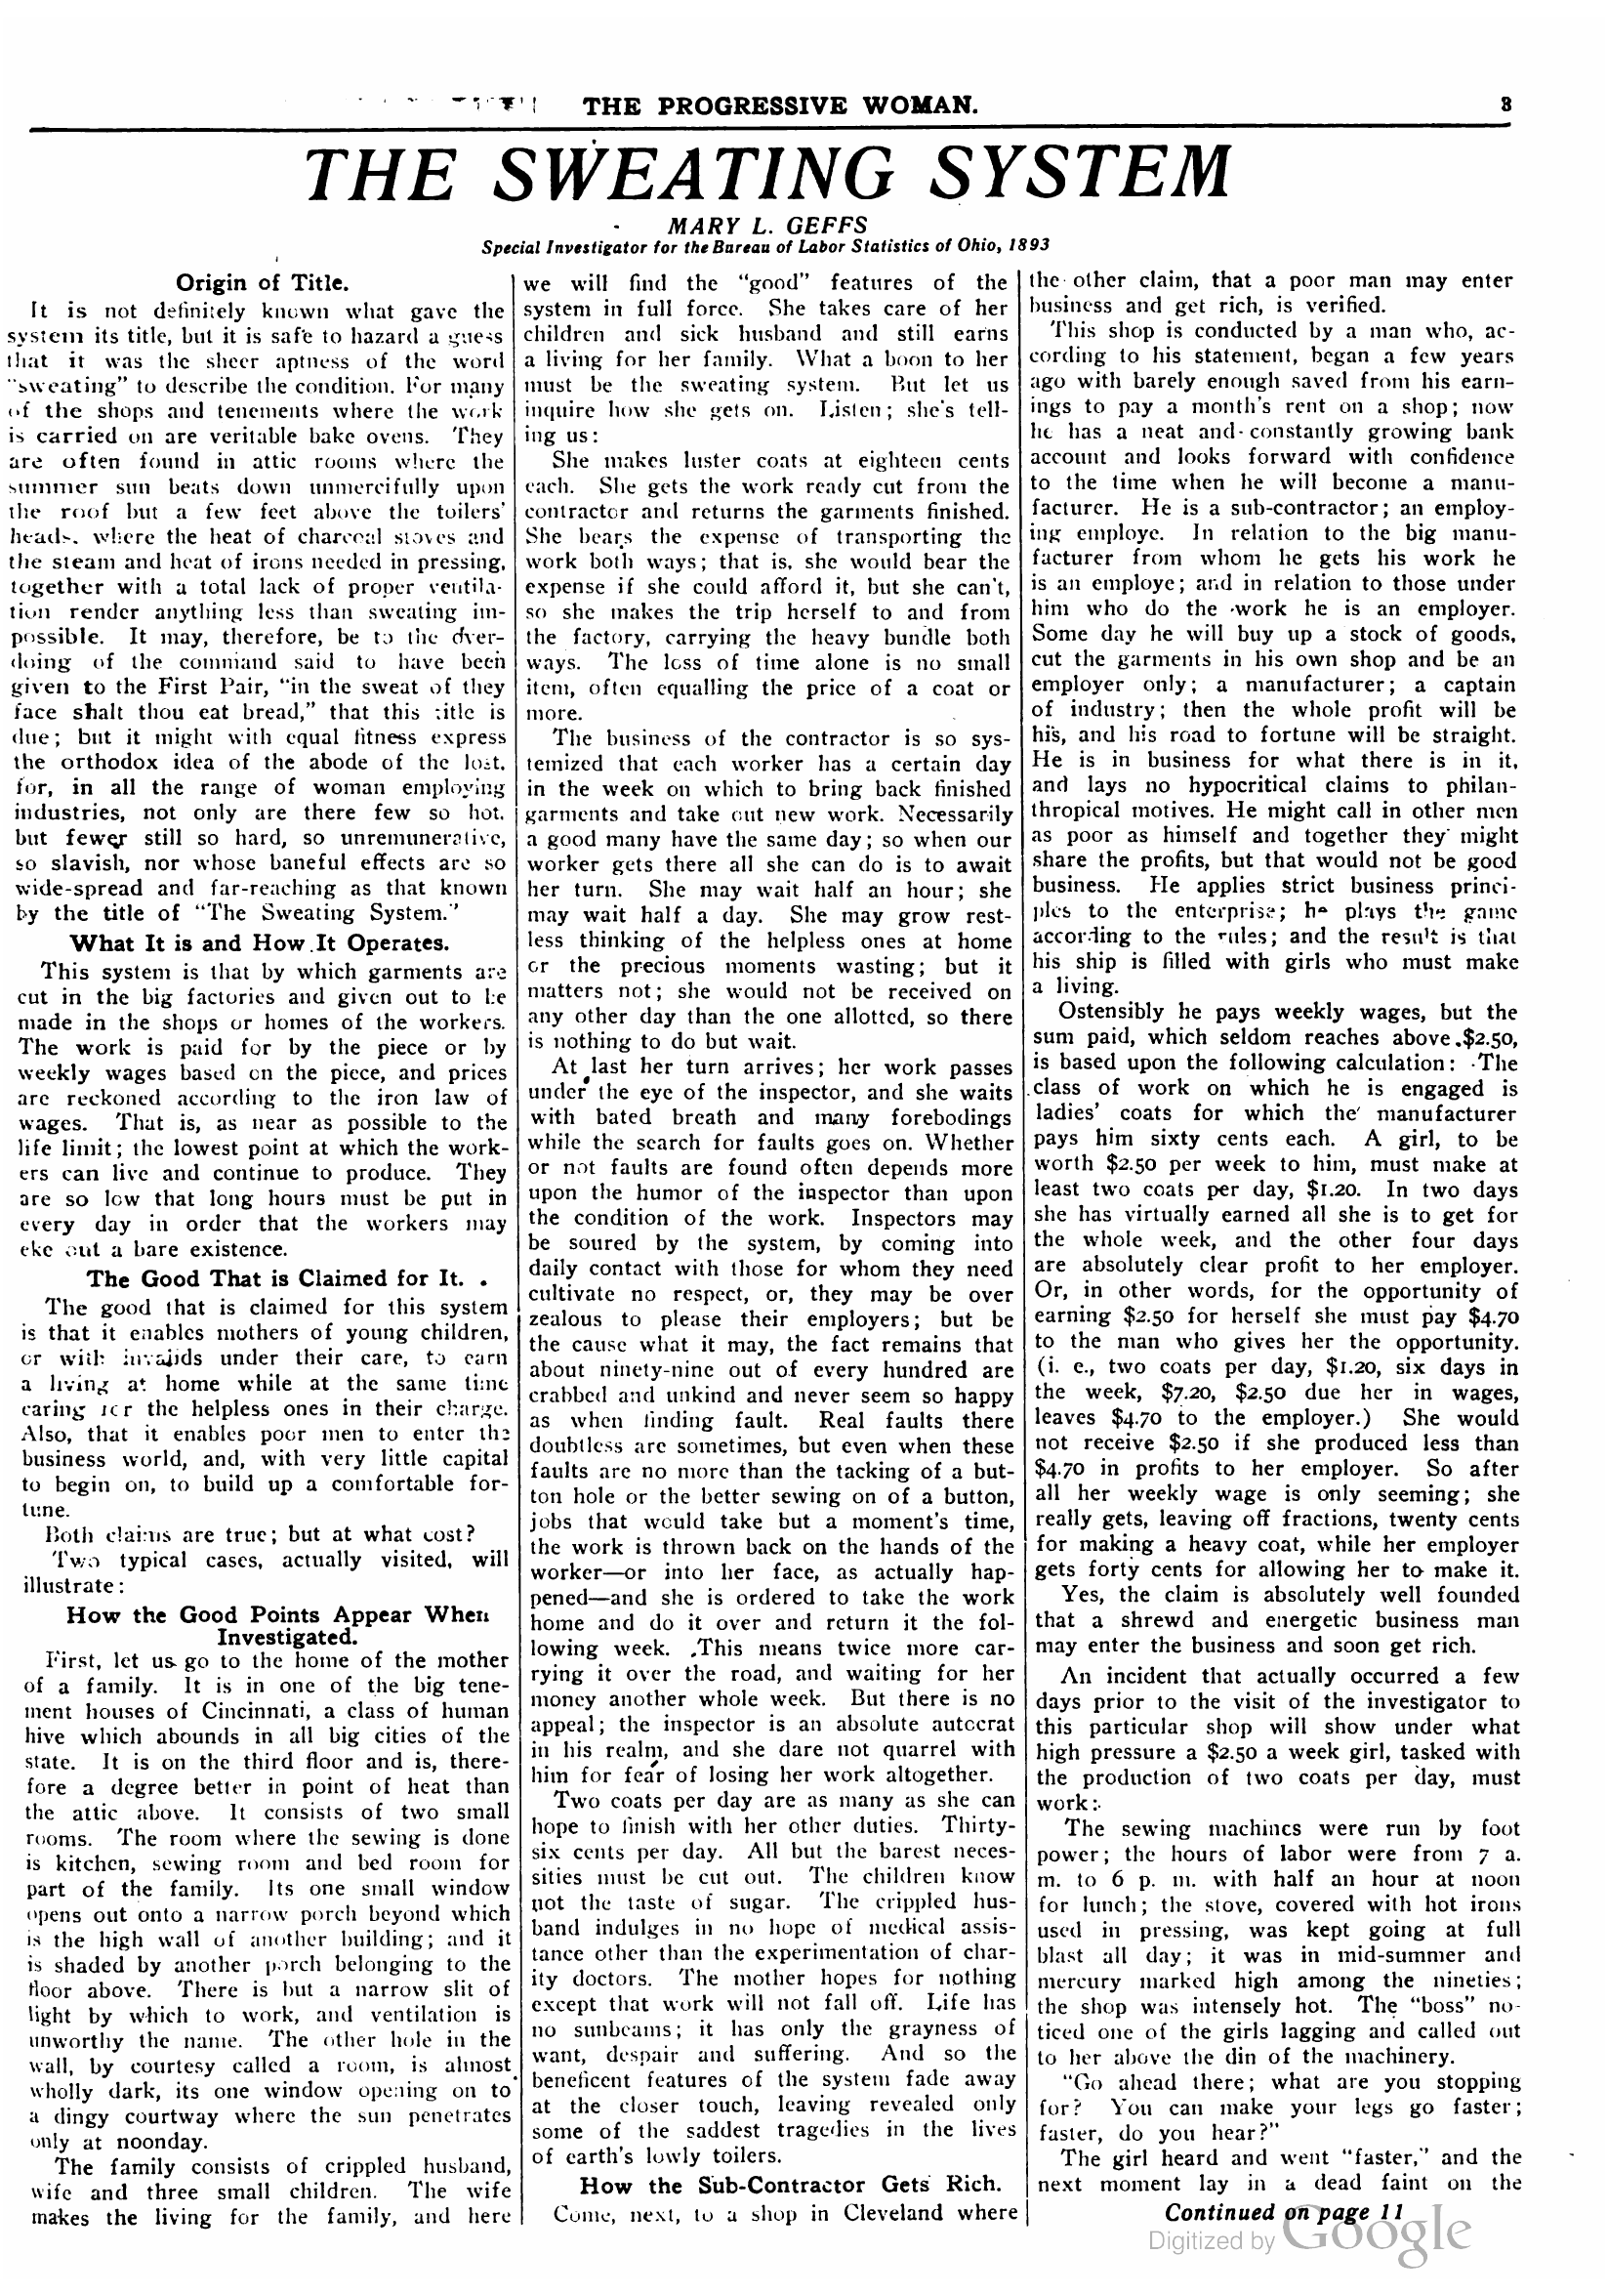 THE PROGRESSIVE WOMAN. 3
THE SWEATING SYSTEM
MARY L. GEFFS
Special Investigator for the Bureau of Labor Statistics of Ohio, 1893
Origin of Title.
It is not definitely known what gave the
system its title, but it is safe to hazard a guess
that it was the sheer aptness of the word
"sweating" to describe the condition. For many
of the shops and tenements where the work
is carried on are veritable bake ovens. They
are often found in attic rooms where the
summer sun beats down unmercifully upon
the roof but a few feet above the toilers'
heads, where the heat of charcoal stoves and
the steam and heat of irons needed in pressing,
together with a total lack of proper ventila-
tion render anything less than sweating im-
possible. It may, therefore, be to the over-
doing of the command said to have been
given to the First Pair, "in the sweat of they
face shalt thou eat bread," that this title is
due; but it might with equal fitness express
the orthodox idea of the abode of the lost,
for, in all the range of woman employing
industries, not only are there few so hot,
but fewer still so hard, so unremunerative,
so slavish, nor whose baneful effects are so
wide-spread and far-reaching as that known
by the title of "The Sweating System."
What It is and How It Operates.
This system is that by which garments are
cut in the big factories and given out to be
made in the shops or homes of the workers.
The work is paid for by the piece or by
weekly wages based on the piece, and prices
are reckoned according to the iron law of
wages. That is, as near as possible to the
life limit; the lowest point at which the work-
ers can live and continue to produce. They
are so low that long hours must be put in
every day in order that the workers may
eke out a bare existence.
The Good That is Claimed for It.
The good that is claimed for this system
is that it enables mothers of young children,
or with invalids under their care, to earn
a living at home while at the same time
caring for the helpless ones in their charge.
Also, that it enables poor men to enter the
business world, and, with very little capital
to begin on, to build up a comfortable for-
tune.
Both claims are true; but at what cost?
Two typical cases, actually visited, will
illustrate:
How the Good Points Appear When
Investigated.
First, let us go to the home of the mother
of a family. It is in one of the big tene-
ment houses of Cincinnati, a class of human
hive which abounds in all big cities of the
state. It is on the third floor and is, there-
fore a degree better in point of heat than
the attic above. It consists of two small
rooms. The room where the sewing is done
is kitchen, sewing room and bed room for
part of the family. Its one small window
opens out onto a narrow porch beyond which
is the high wall of another building; and it
is shaded by another porch belonging to the
floor above. There is but a narrow slit of
light by which to work, and ventilation is
unworthy the name. The other hole in the
wall, by courtesy called a room, is almost
wholly dark, its one window opening on to
a dingy courtway where the sun penetrates
only at noonday.
The family consists of crippled husband,
wife and three small children. The wife
makes the living for the family, and here
we will find the "good" features of the
system in full force. She takes care of her
children and sick husband and still earns
a living for her family. What a boon to her
must be the sweating system. But let us
inquire how she gets on. Listen; she's tell-
ing us:
She makes luster coats at eighteen cents
each. She gets the work ready cut from the
contractor and returns the garments finished.
She bears the expense of transporting the
work both ways; that is, she would bear the
expense if she could afford it, but she can't,
so she makes the trip herself to and from
the factory, carrying the heavy bundle both
ways. The loss of time alone is no small
item, often equalling the price of a coat or
more.
The business of the contractor is so sys-
temized that each worker has a certain day
in the week on which to bring back finished
garments and take out new work. Necessarily
a good many have the same day; so when our
worker gets there all she can do is to await
her turn. She may wait half an hour; she
may wait half a day. She may grow rest-
less thinking of the helpless ones at home
or the precious moments wasting; but it
matters not; she would not be received on
any other day than the one allotted, so there
is nothing to do but wait.
At last her turn arrives; her work passes
under the eye of the inspector, and she waits
with bated breath and many forebodings
while the search for faults goes on. Whether
or not faults are found often depends more
upon the humor of the inspector than upon
the condition of the work. Inspectors may
be soured by the system, by coming into
daily contact with those for whom they need
cultivate no respect, or, they may be over
zealous to please their employers; but be
the cause what it may, the fact remains that
about ninety-nine out of every hundred are
crabbed and unkind and never seem so happy
as when finding fault. Real faults there
doubtless are sometimes, but even when these
faults are no more than the tacking of a but-
ton hole or the better sewing on of a button,
jobs that would take but a moment's time,
the work is thrown back on the hands of the
worker—or into her face, as actually hap-
pened—and she is ordered to take the work
home and do it over and return it the fol-
lowing week. This means twice more car-
rying it over the road, and waiting for her
money another whole week. But there is no
appeal; the inspector is an absolute autocrat
in his realm, and she dare not quarrel with
him for fear of losing her work altogether.
Two coats per day are as many as she can
hope to finish with her other duties. Thirty-
six cents per day. All but the barest neces-
sities must be cut out. The children know
not the taste of sugar. The crippled hus-
band indulges in no hope of medical assis-
tance other than the experimentation of char-
ity doctors. The mother hopes for nothing
except that work will not fall off. Life has
no sunbeams; it has only the grayness of
want, despair and suffering. And so the
beneficent features of the system fade away
at the closer touch, leaving revealed only
some of the saddest tragedies in the lives
of earth's lowly toilers.
How the Sub-Contractor Gets Rich.
Come, next, to a shop in Cleveland where
the other claim, that a poor man may enter
business and get rich, is verified.
This shop is conducted by a man who, ac-
cording to his statement, began a few years
ago with barely enough saved from his earn-
ings to pay a month's rent on a shop; now
he has a neat and constantly growing bank
account and looks forward with confidence
to the time when he will become a manu-
facturer. He is a sub-contractor; an employ-
ing employe. In relation to the big manu-
facturer from whom he gets his work he
is an employe; and in relation to those under
him who do the work he is an employer.
Some day he will buy up a stock of goods,
cut the garments in his own shop and be an
employer only; a manufacturer; a captain
of industry; then the whole profit will be
his, and his road to fortune will be straight.
He is in business for what there is in it,
and lays no hypocritical claims to philan-
thropical motives. He might call in other men
as poor as himself and together they might
share the profits, but that would not be good
business. He applies strict business princi-
ples to the enterprise; he plays the game
according to the rules; and the result is that
his ship is filled with girls who must make
a living.
Ostensibly he pays weekly wages, but the
sum paid, which seldom reaches above $2.50,
is based upon the following calculation: The
class of work on which he is engaged is
ladies' coats for which the manufacturer
pays him sixty cents each. A girl, to be
worth $2.50 per week to him, must make at
least two coats per day, $1.20. In two days
she has virtually earned all she is to get for
the whole week, and the other four days
are absolutely clear profit to her employer.
Or, in other words, for the opportunity of
earning $2.50 for herself she must pay $4.70
to the man who gives her the opportunity.
(i. e., two coats per day, $1.20, six days in
the week, $7.20, $2.50 due her in wages,
leaves $4.70 to the employer.) She would
not receive $2.50 if she produced less than
$4.70 in profits to her employer. So after
all her weekly wage is only seeming; she
really gets, leaving off fractions, twenty cents
for making a heavy coat, while her employer
gets forty cents for allowing her to make it.
Yes, the claim is absolutely well founded
that a shrewd and energetic business man
may enter the business and soon get rich.
An incident that actually occurred a few
days prior to the visit of the investigator to
this particular shop will show under what
high pressure a $2.50 a week girl, tasked with
the production of two coats per day, must
work:
The sewing machines were run by foot
power; the hours of labor were from 7 a.
m. to 6 p. m. with half an hour at noon
for lunch; the stove, covered with hot irons
used in pressing, was kept going at full
blast all day; it was in mid-summer and
mercury marked high among the nineties;
the shop was intensely hot. The "boss" no-
ticed one of the girls lagging and called out
to her above the din of the machinery.
"Go ahead there; what are you stopping
for? You can make your legs go faster;
faster, do you hear?"
The girl heard and went "faster," and the
next moment lay in a dead faint on the
Continued on page 11
Digitized by Google